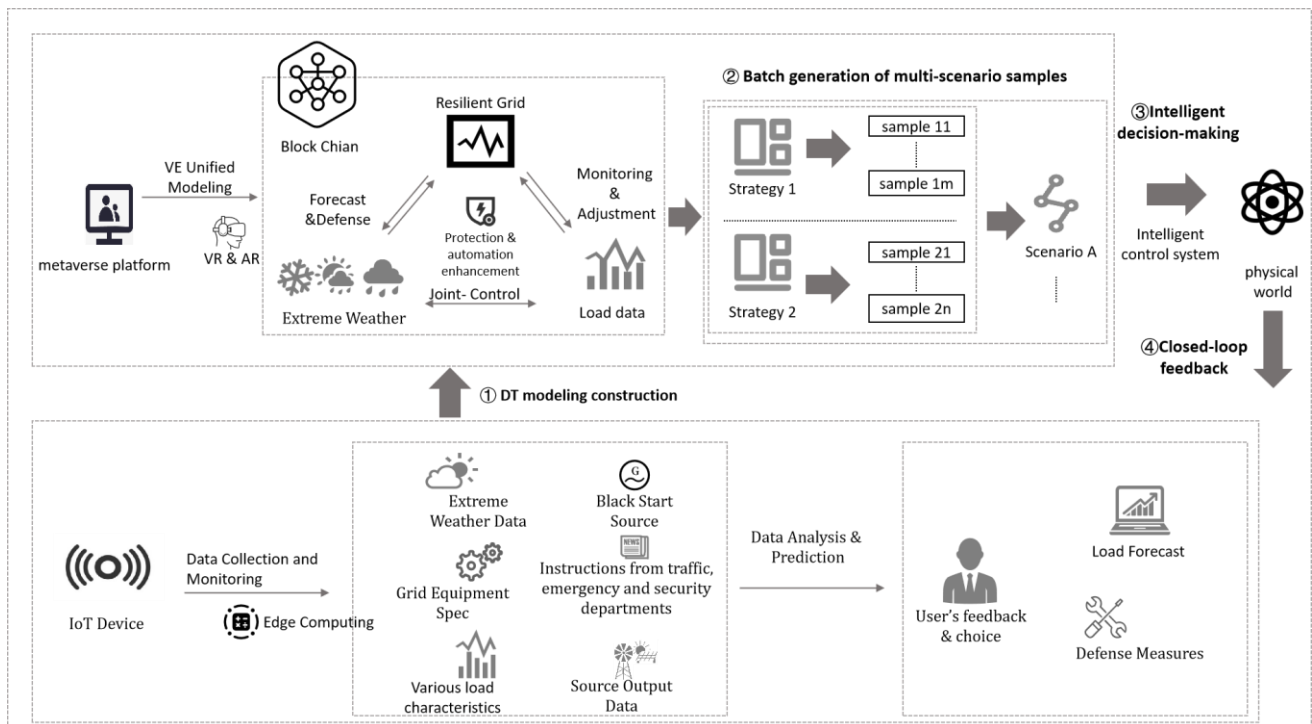 ② Batch generation of multi-scenario samples
③Intelligent
decision-making
Resilient Grid
Block Chian
VE Unified
Modeling
VR & AR
metaverse platform
Forecast
&Defense
Monitoring
&
Adjustment
Protection &
automation
enhancement
Joint- Control
Extreme Weather
Load data
Strategy 1
sample 11
sample 1m
Strategy 2
sample 21
sample 2n
Scenario A
Intelligent
control system
physical
world
④Closed-loop
feedback
① DT modeling construction
IoT Device
Data Collection and
Monitoring
Edge Computing
Extreme
Weather Data
G
Black Start
Source
Grid Equipment
Spec
NEWS
Instructions from traffic,
emergency and security
departments
Various load
characteristics
Source Output
Data
Data Analysis &
Prediction
User's feedback
& choice
Load Forecast
Defense Measures